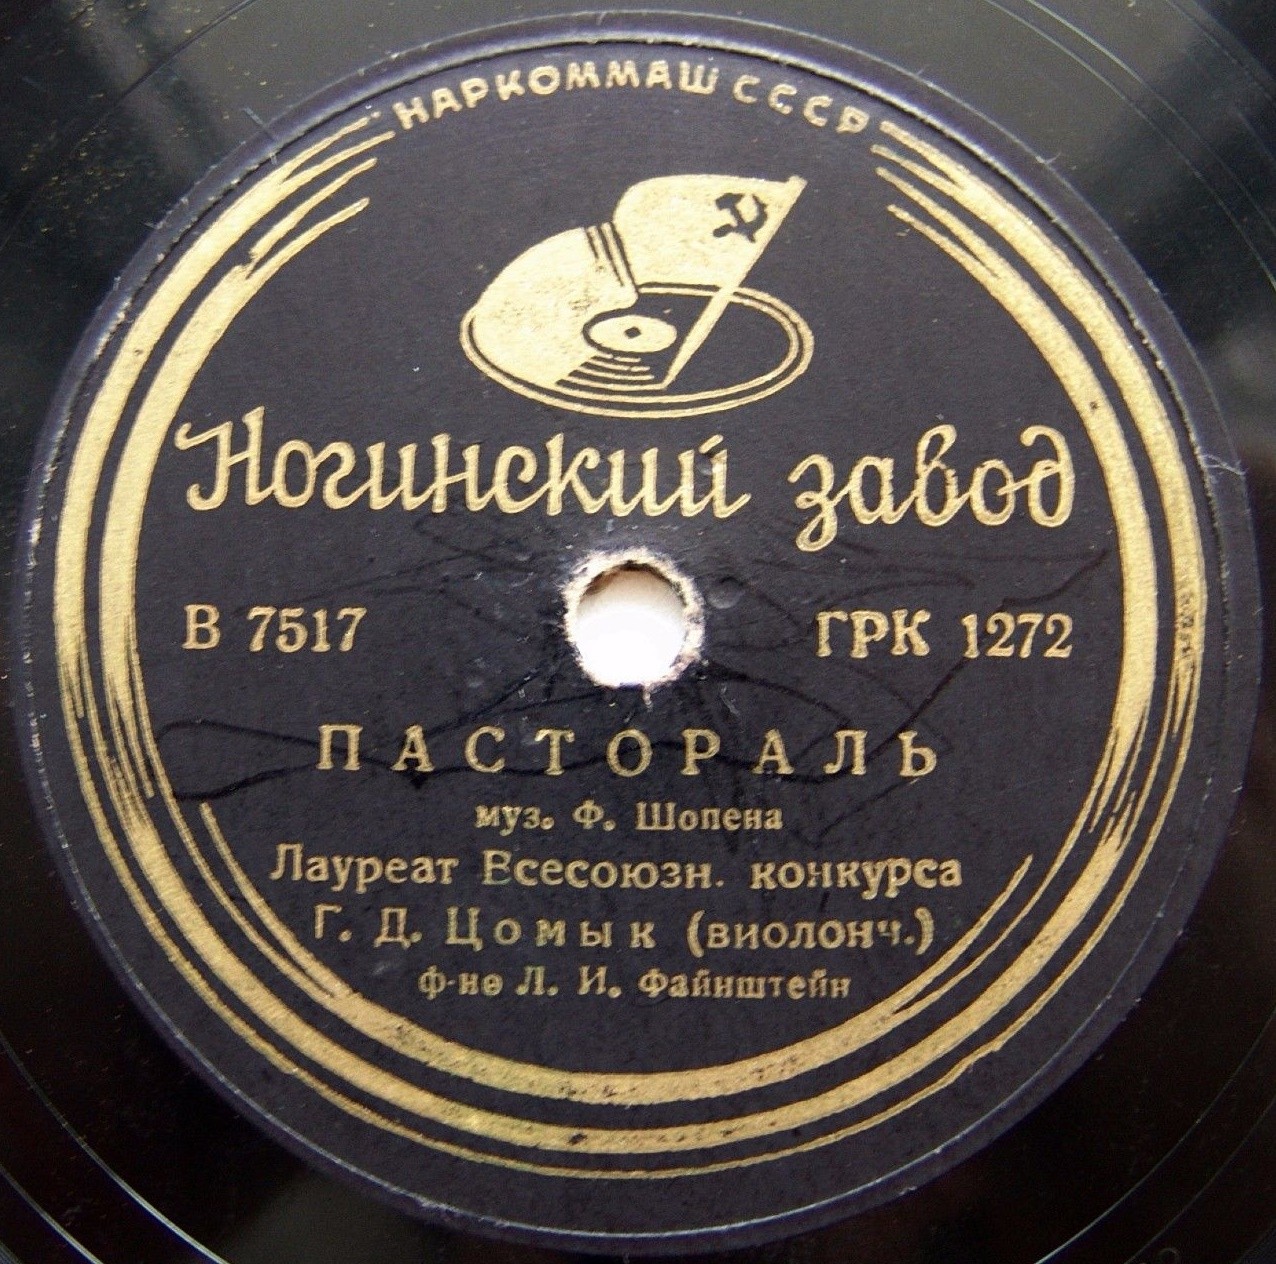 НАРКОММАШ СССР
Ногинский завод
В 7517 ГРК 1272
ПАСТОРАЛЬ
муз. Ф. Шопена
Лауреат Всесоюзн. конкурса
Г. Д. Цомык (виолонч.)
ф-но Л. И. Файнштейн